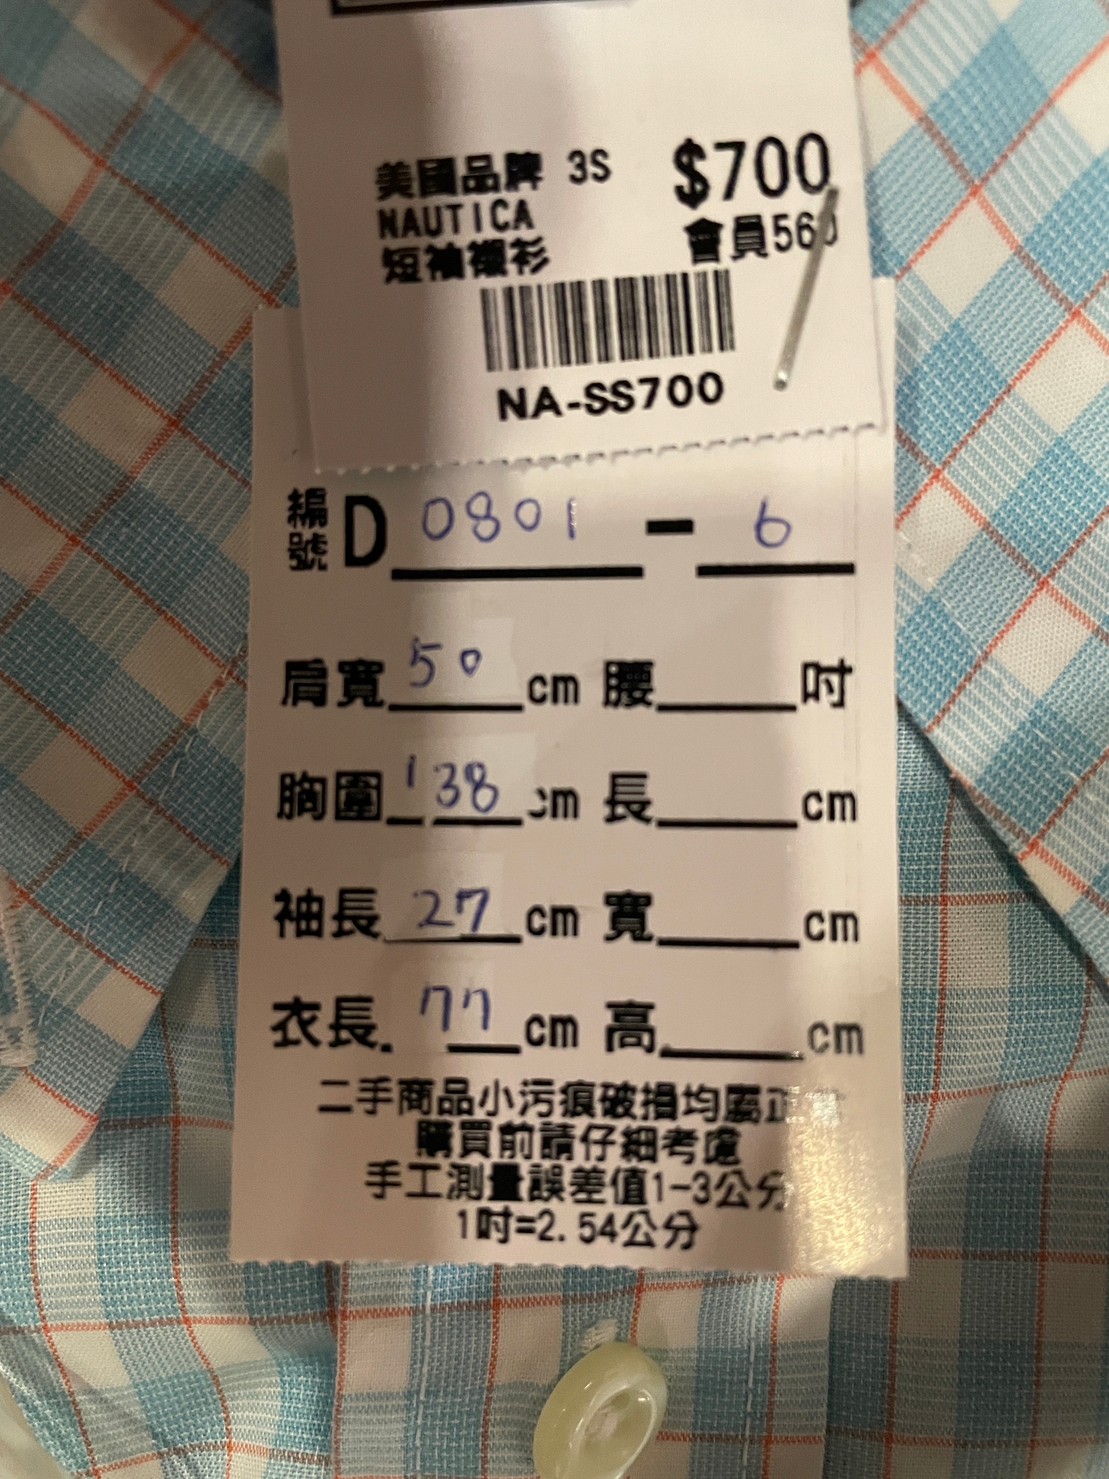 美國品牌 3S $700
NAUTICA
短袖襯衫 會員560
NA-SS700
編號 D 0801 - 6
肩寬 50 cm 腰 吋
胸圍 138 cm 長 cm
袖長 27 cm 寬 cm
衣長 77 cm 高 cm
二手商品小污痕破損均屬正常
購買前請仔細考慮
手工測量誤差值1-3公分
1吋=2.54公分